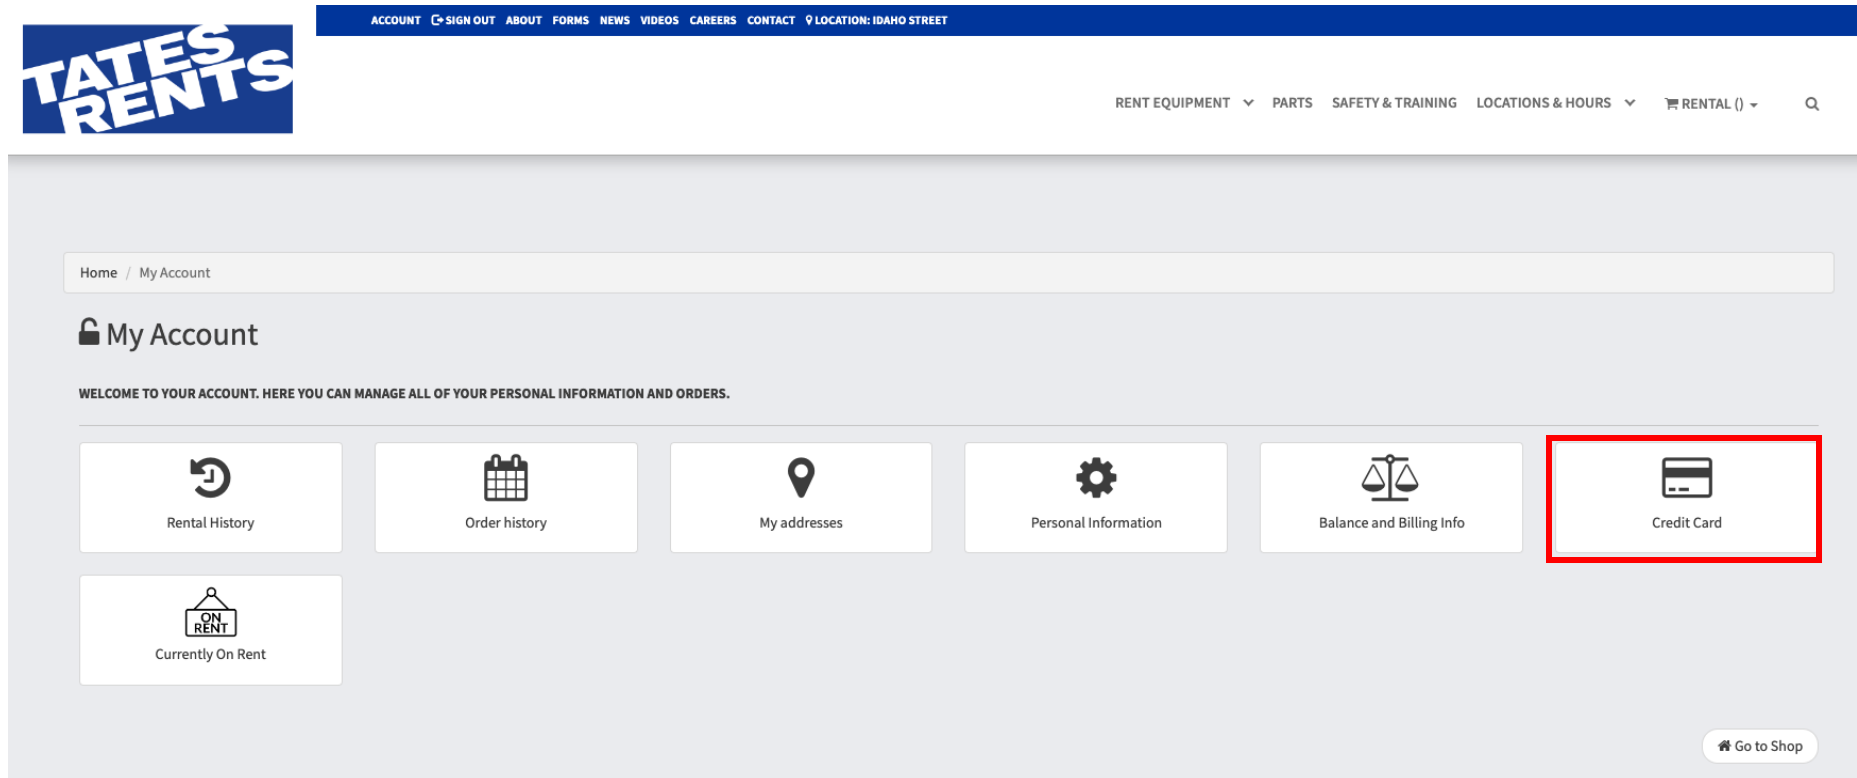 ACCOUNT SIGN OUT ABOUT FORMS NEWS VIDEOS CAREERS CONTACT LOCATION: IDAHO STREET
TATES
RENTS
RENT EQUIPMENT PARTS SAFETY & TRAINING LOCATIONS & HOURS RENTAL ()
Home / My Account
My Account
WELCOME TO YOUR ACCOUNT. HERE YOU CAN MANAGE ALL OF YOUR PERSONAL INFORMATION AND ORDERS.
Rental History
Order history
My addresses
Personal Information
Balance and Billing Info
Credit Card
ON
RENT
Currently On Rent
Go to Shop